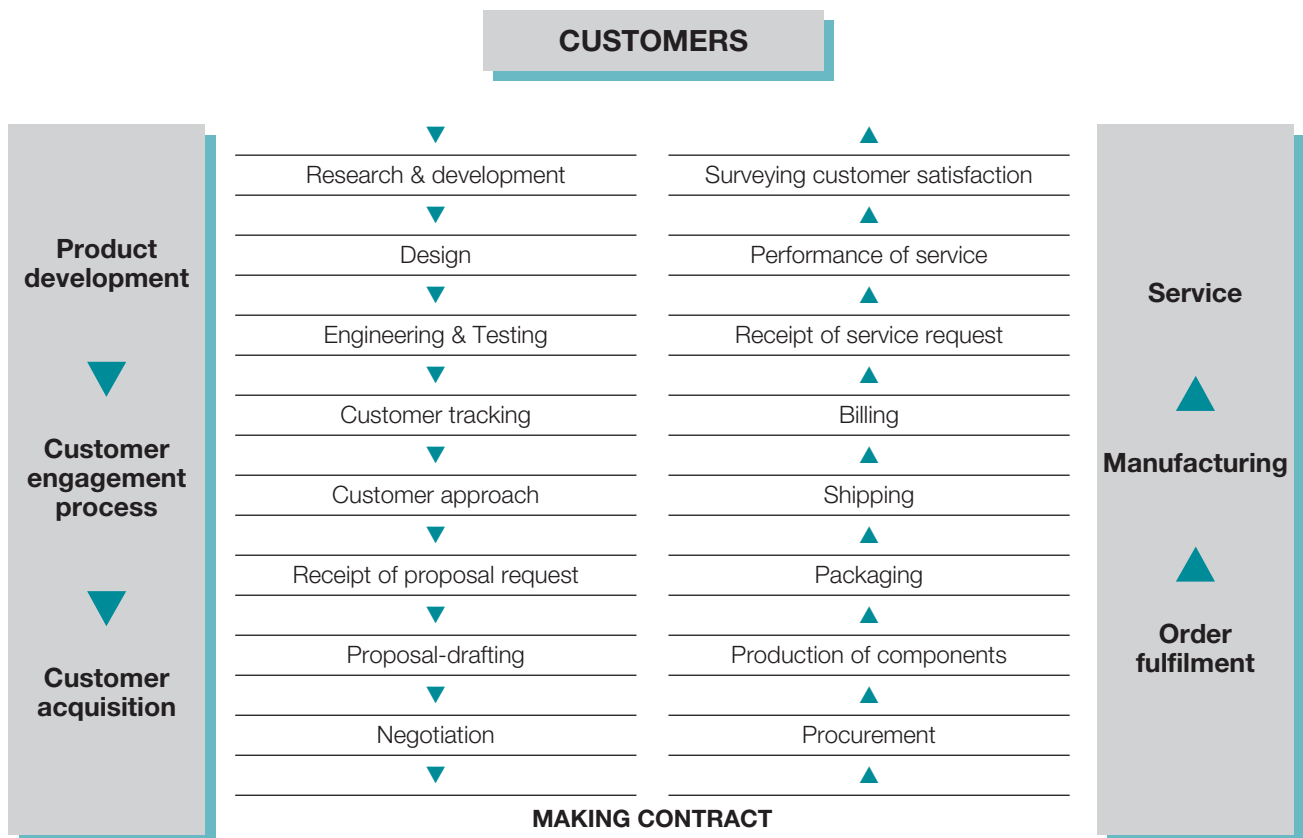 CUSTOMERS
Product
development
Customer
engagement
process
Customer
acquisition
Research & development
Design
Engineering & Testing
Customer tracking
Customer approach
Receipt of proposal request
Proposal-drafting
Negotiation
Surveying customer satisfaction
Performance of service
Receipt of service request
Billing
Shipping
Packaging
Production of components
Procurement
MAKING CONTRACT
Service
Manufacturing
Order
fulfilment